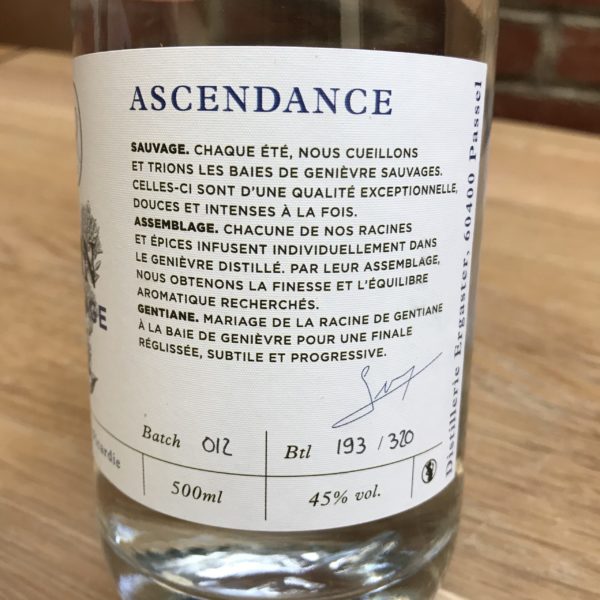 ASCENDANCE
SAUVAGE. CHAQUE ÉTÉ, NOUS CUEILLONS
ET TRIONS LES BAIES DE GENIÈVRE SAUVAGES.
CELLES-CI SONT D'UNE QUALITÉ EXCEPTIONNELLE,
DOUCES ET INTENSES À LA FOIS.
ASSEMBLAGE. CHACUNE DE NOS RACINES
ET ÉPICES INFUSENT INDIVIDUELLEMENT DANS
LE GENIÈVRE DISTILLÉ. PAR LEUR ASSEMBLAGE,
NOUS OBTENONS LA FINESSE ET L'ÉQUILIBRE
AROMATIQUE RECHERCHÉS.
GENTIANE. MARIAGE DE LA RACINE DE GENTIANE
À LA BAIE DE GENIÈVRE POUR UNE FINALE
RÉGLISSÉE, SUBTILE ET PROGRESSIVE.
Batch 012 Btl 193 / 320
500ml 45% vol.
Distillerie Ergaster, 60400 Passel